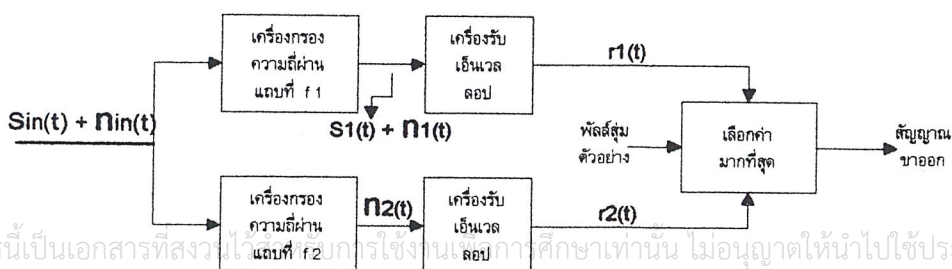 เครื่องกรอง
ความถี่ผ่าน
แถบที่ f 1
เครื่องรับ
เอ็นเวล
ลอป
r1(t)
Sin(t) + nin(t)
S1(t) + n1(t)
พัลส์สุ่ม
ตัวอย่าง
เลือกค่า
มากที่สุด
สัญญาณ
ขาออก
เครื่องกรอง
ความถี่ผ่าน
แถบที่ f 2
n2(t)
เครื่องรับ
เอ็นเวล
ลอป
r2(t)
รนี้เป็นเอกสารที่สงวนไว้สำหรับการใช้งานเพื่อการศึกษาเท่านั้น ไม่อนุญาตให้นำไปใช้ประ